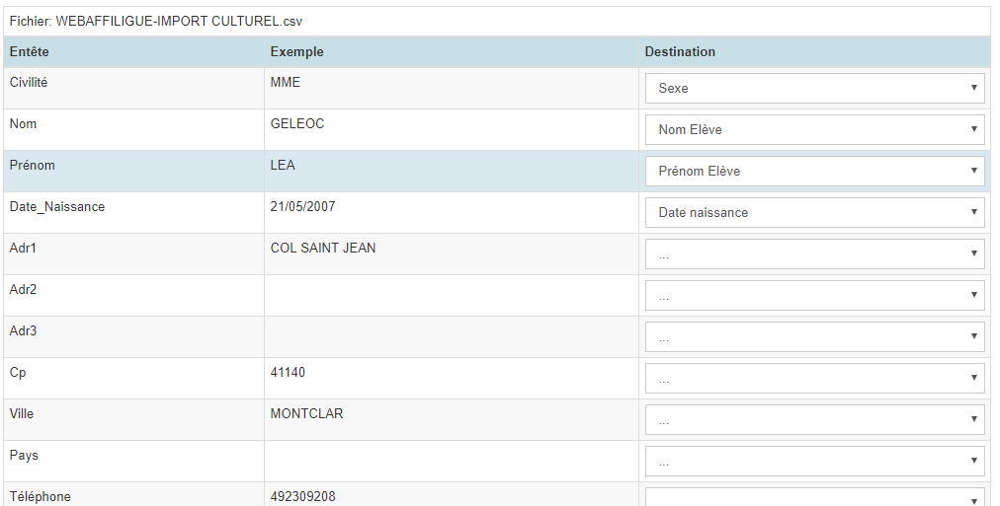 Fichier: WEBAFFILIGUE-IMPORT CULTUREL.csv
Entête Exemple Destination
Civilité MME Sexe
Nom GELEOC Nom Elève
Prénom LEA Prénom Elève
Date_Naissance 21/05/2007 Date naissance
Adr1 COL SAINT JEAN ...
Adr2 ...
Adr3 ...
Cp 41140 ...
Ville MONTCLAR ...
Pays ...
Téléphone 492309208